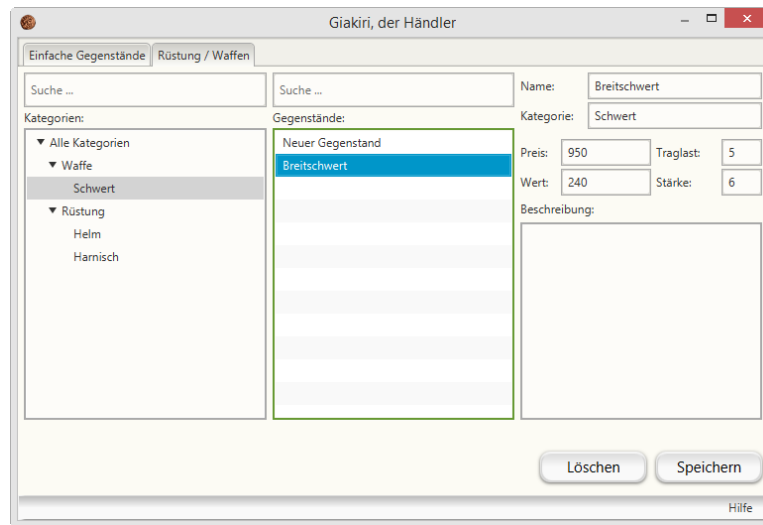 Giakiri, der Händler
Einfache Gegenstände
Rüstung / Waffen
Suche ...
Kategorien:
Alle Kategorien
Waffe
Schwert
Rüstung
Helm
Harnisch
Suche ...
Gegenstände:
Neuer Gegenstand
Breitschwert
Name: Breitschwert
Kategorie: Schwert
Preis: 950 Traglast: 5
Wert: 240 Stärke: 6
Beschreibung:
Löschen Speichern
Hilfe